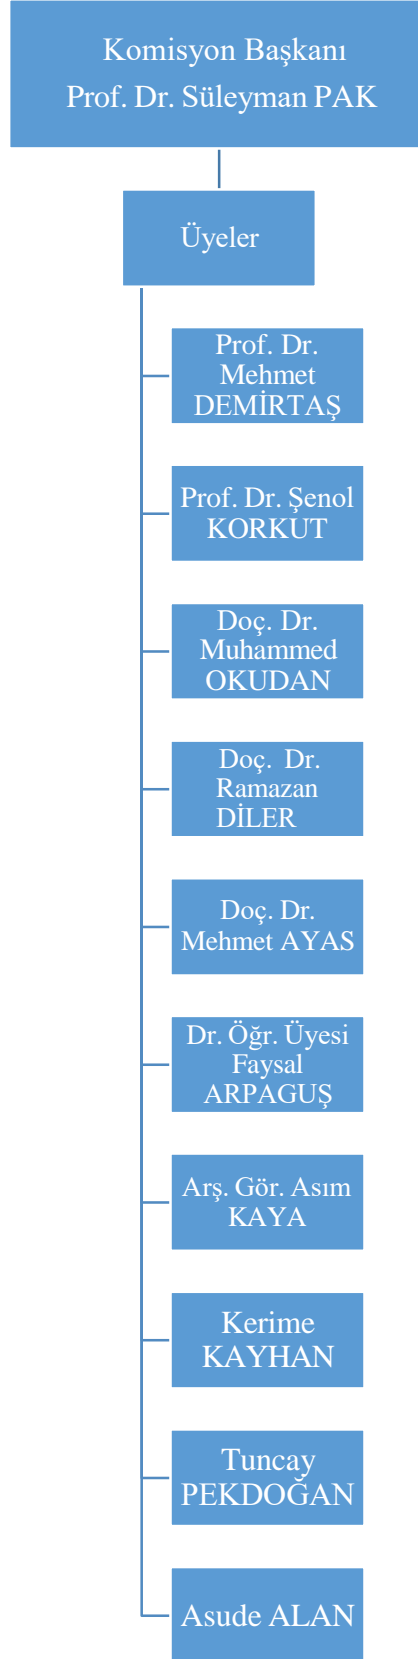 Komisyon Başkanı
Prof. Dr. Süleyman PAK
Üyeler
Prof. Dr.
Mehmet
DEMİRTAŞ
Prof. Dr. Şenol
KORKUT
Doç. Dr.
Muhammed
OKUDAN
Doç. Dr.
Ramazan
DİLER
Doç. Dr.
Mehmet AYAS
Dr. Öğr. Üyesi
Faysal
ARPAGUŞ
Arş. Gör. Asım
KAYA
Kerime
KAYHAN
Tuncay
PEKDOĞAN
Asude ALAN